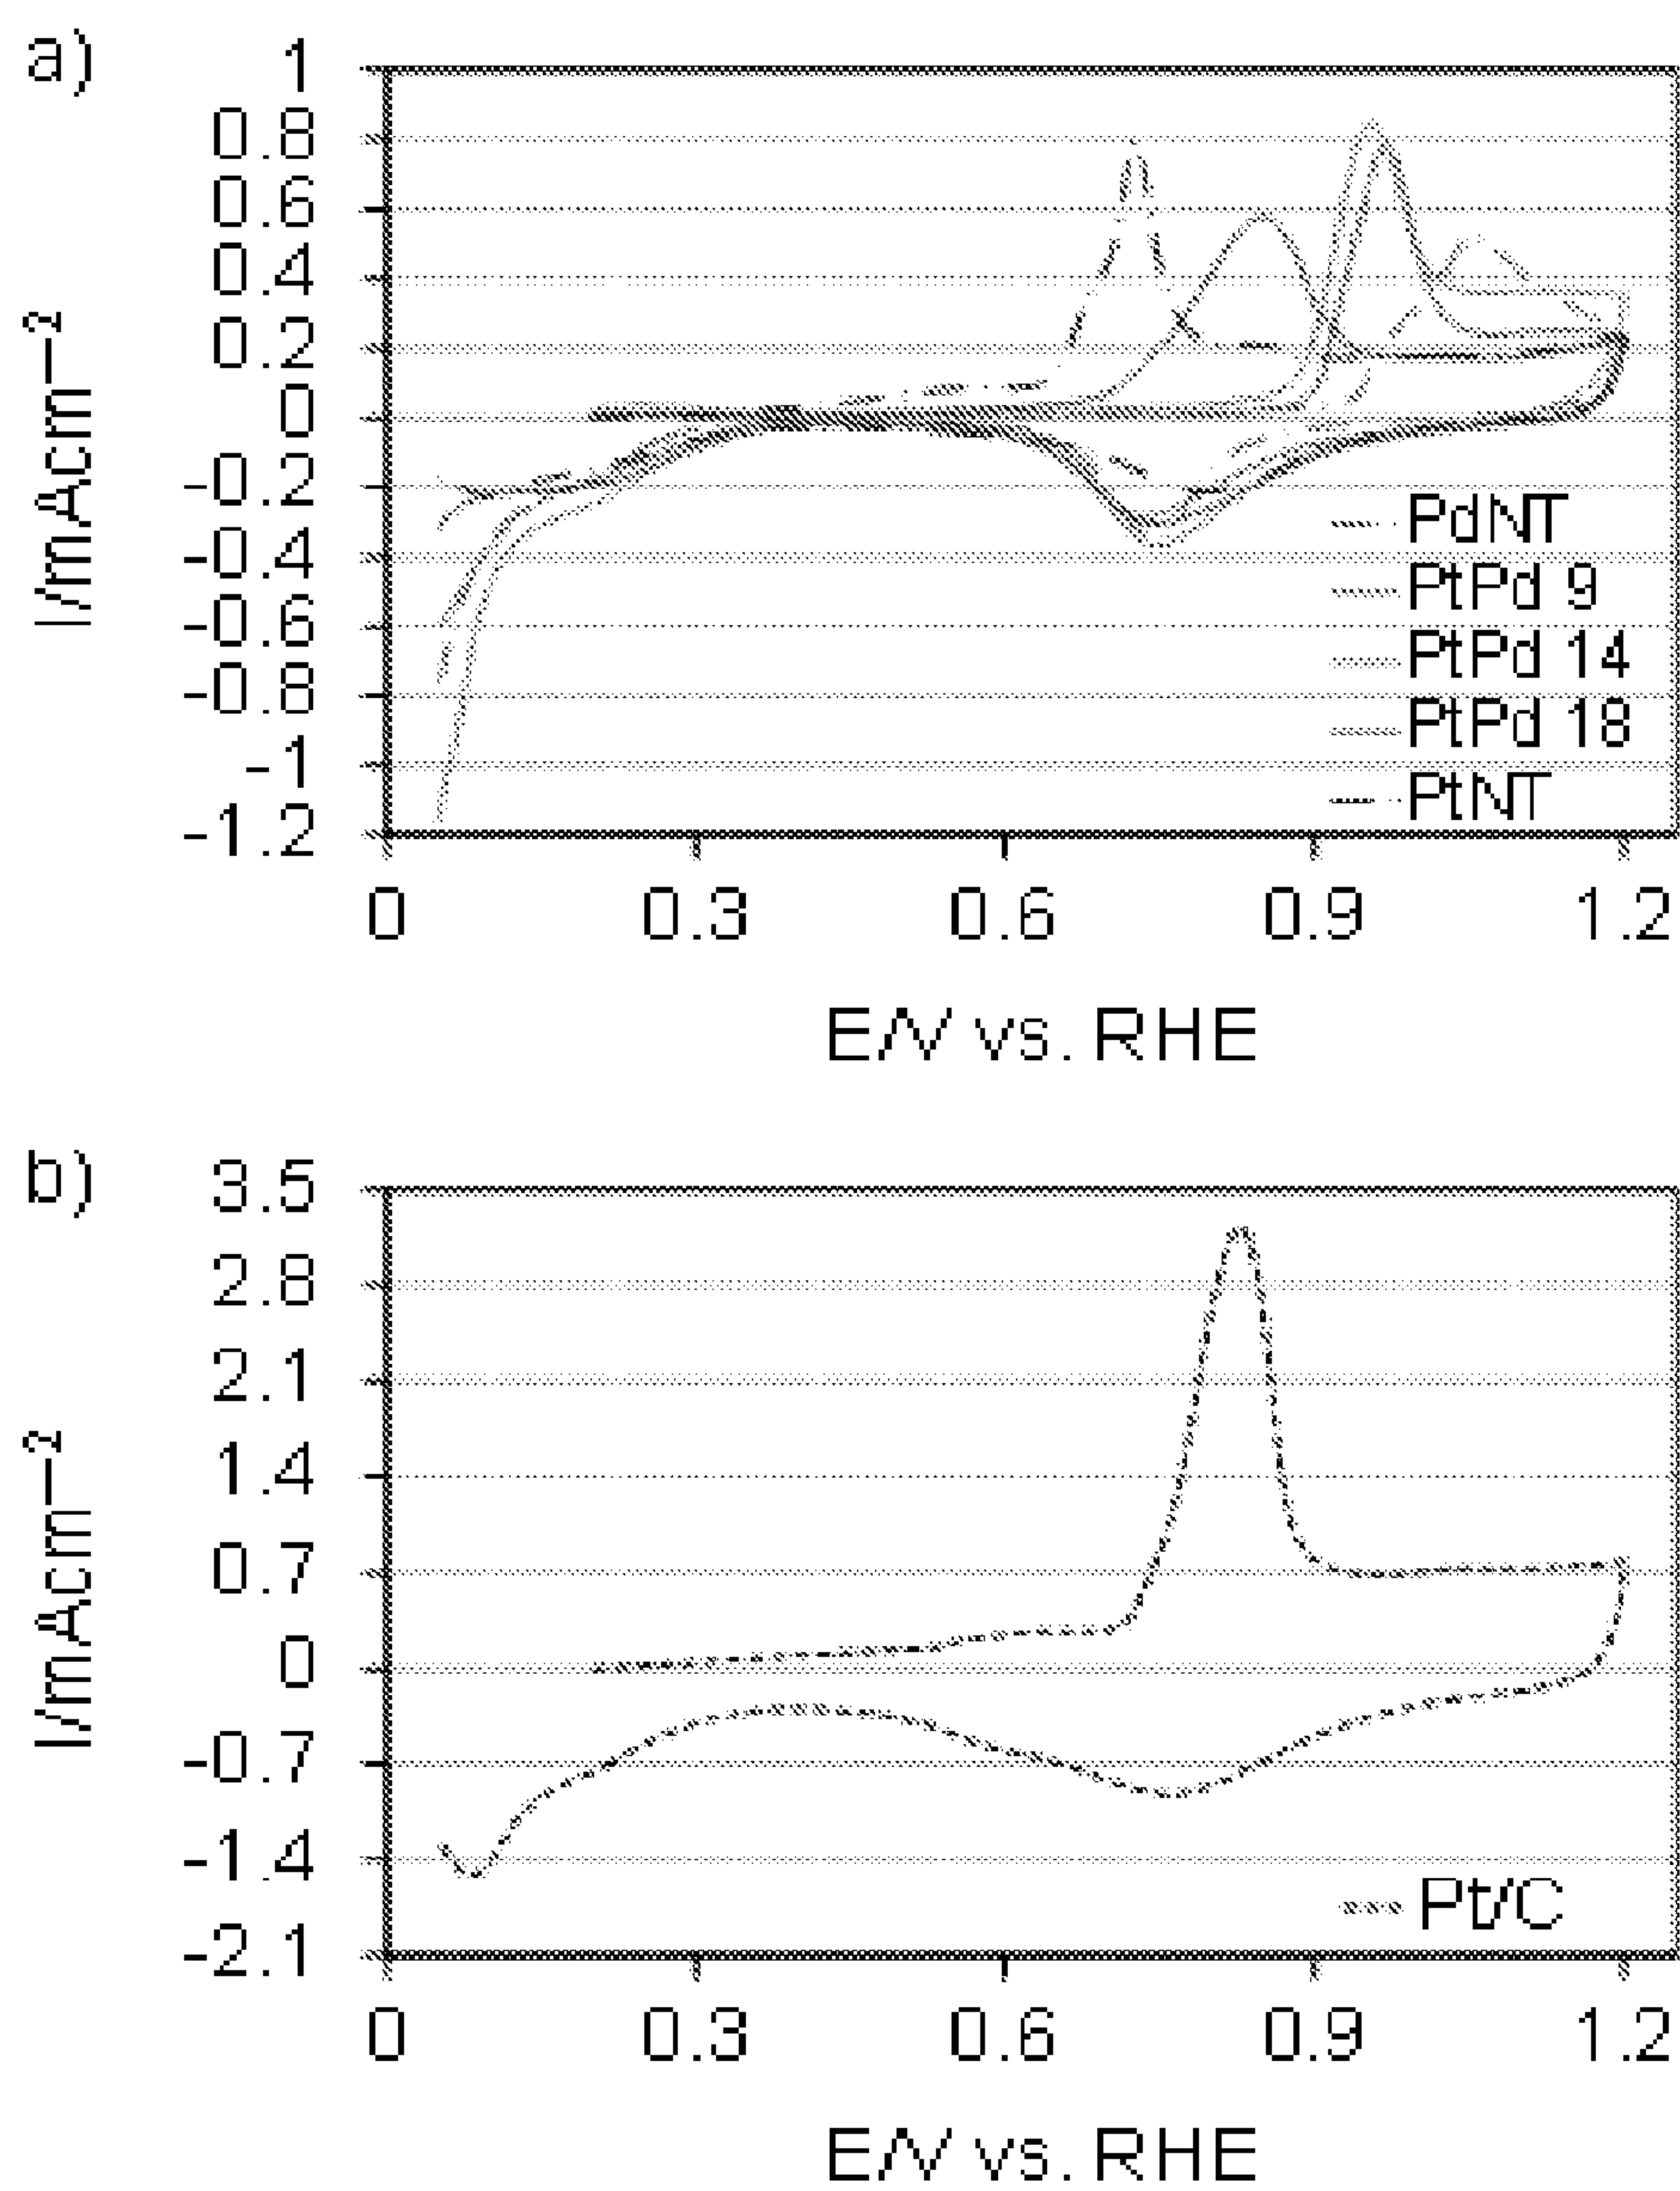 a)
1
0.8
0.6
0.4
0.2
0
-0.2
-0.4
-0.6
-0.8
-1
-1.2
I/mAcm⁻²
PdNT
PtPd 9
PtPd 14
PtPd 18
PtNT
0 0.3 0.6 0.9 1.2
E/V vs. RHE
b)
3.5
2.8
2.1
1.4
0.7
0
-0.7
-1.4
-2.1
I/mAcm⁻²
Pt/C
0 0.3 0.6 0.9 1.2
E/V vs. RHE